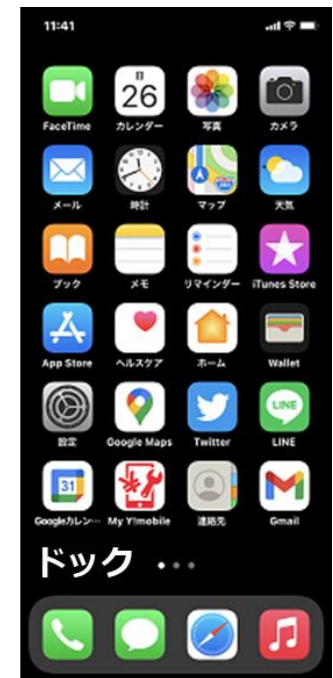 11:41
日
26
FaceTime カレンダー 写真 カメラ
メール 時計 マップ 天気
ブック メモ リマインダー iTunes Store
App Store ヘルスケア ホーム Wallet
LINE
設定 Google Maps Twitter LINE
31
Googleカレン… My Y!mobile 連絡先 Gmail
ドック